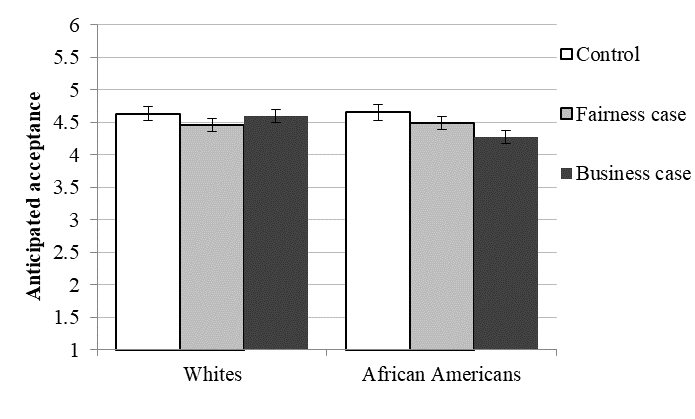 Anticipated acceptance
6
5.5
5
4.5
4
3.5
3
2.5
2
1.5
1
Whites
African Americans
Control
Fairness case
Business case